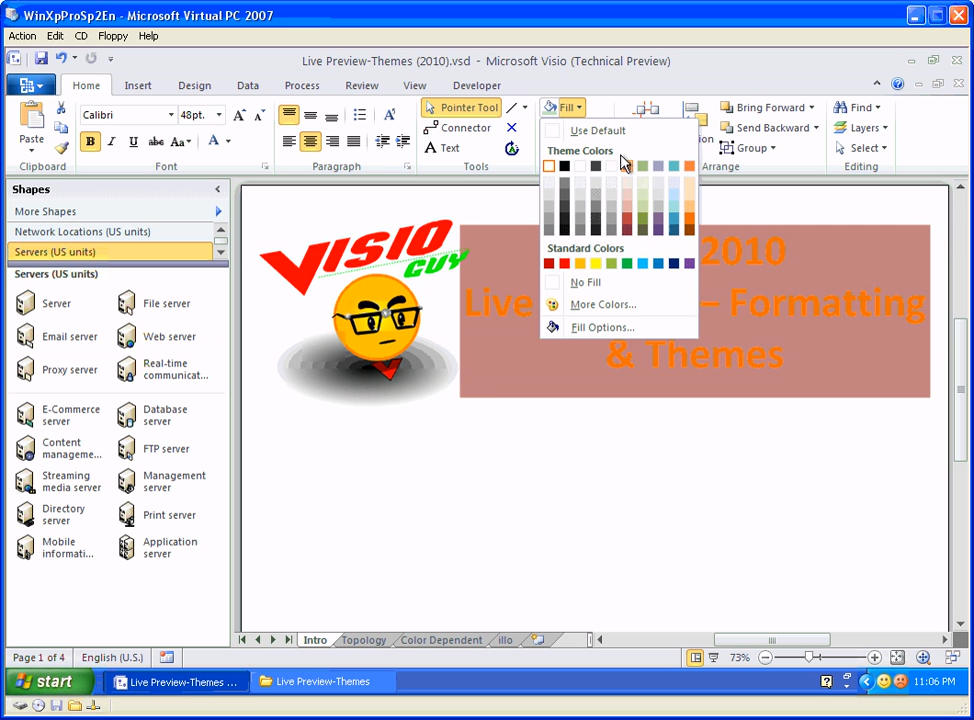 WinXpProSp2En - Microsoft Virtual PC 2007
Action Edit CD Floppy Help
Live Preview-Themes (2010).vsd - Microsoft Visio (Technical Preview)
Home Insert Design Data Process Review View Developer
Calibri 48pt. A A
Pointer Tool
Fill
Bring Forward
Find
Paste
Connector
Send Backward
Layers
B I U abc Aa A
A Text
Group
Select
Clipboard Font Paragraph Tools Arrange Editing
Use Default
Theme Colors
Standard Colors
No Fill
More Colors...
Fill Options...
Shapes
More Shapes
Network Locations (US units)
Servers (US units)
Servers (US units)
Server
File server
Email server
Web server
Proxy server
Real-time
communicat...
E-Commerce
server
Database
server
Content
manageme...
FTP server
Streaming
media server
Management
server
Directory
server
Print server
Mobile
informati...
Application
server
VISIO
GUY
2010
Live – Formatting
& Themes
Intro Topology Color Dependent illo
Page 1 of 4 English (U.S.) 73%
start Live Preview-Themes ... Live Preview-Themes 11:06 PM